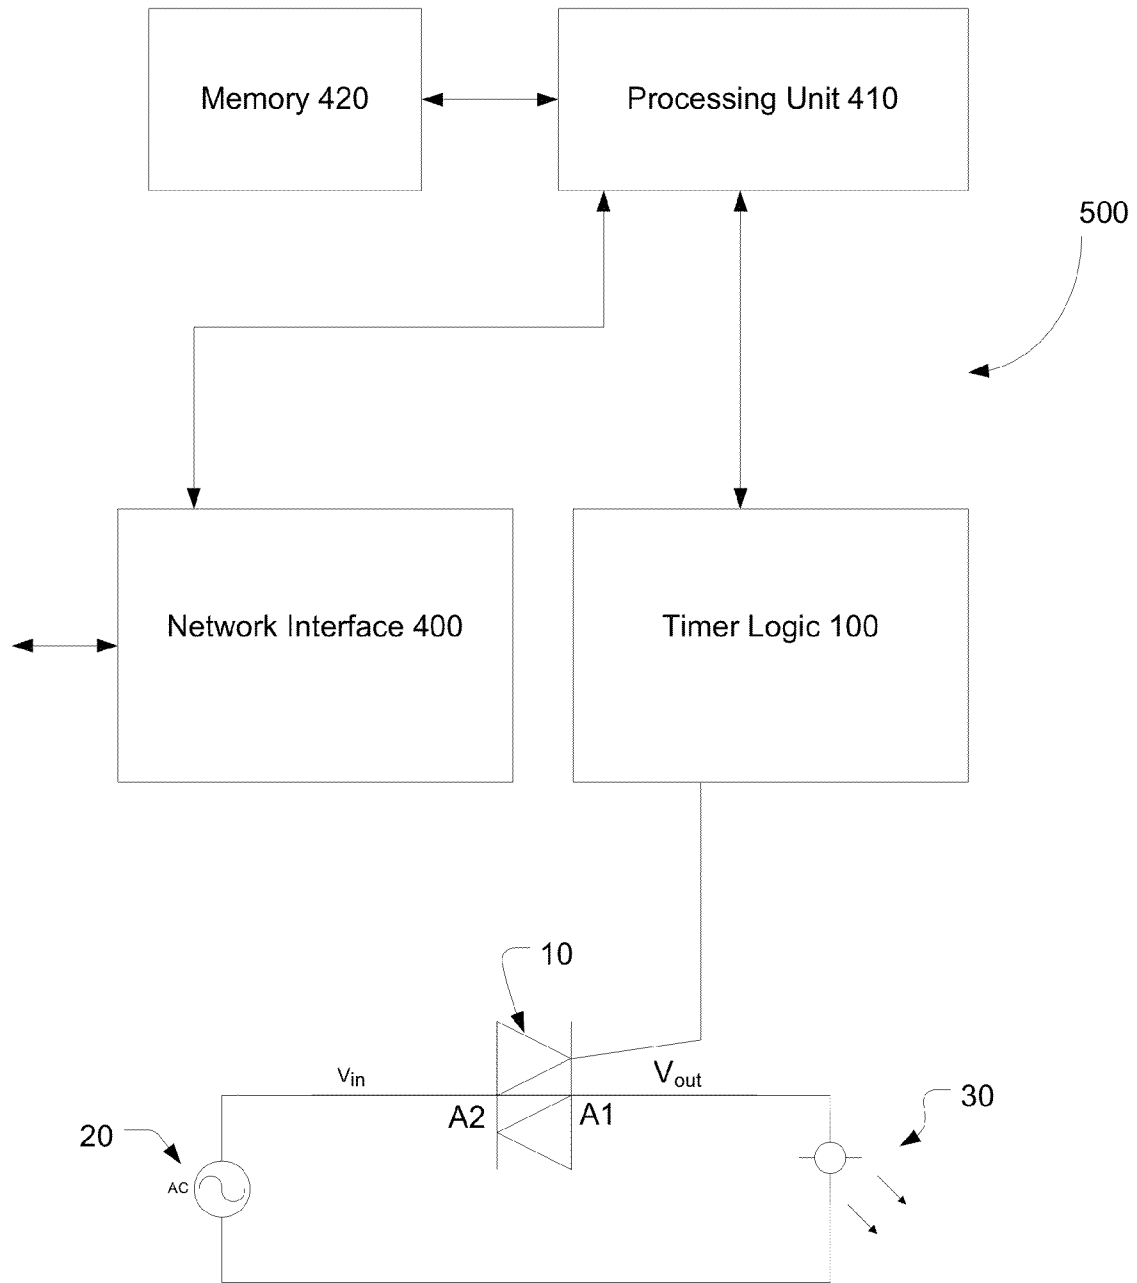 Memory 420
Processing Unit 410
500
Network Interface 400
Timer Logic 100
10
Vin
Vout
A2
A1
30
20
AC